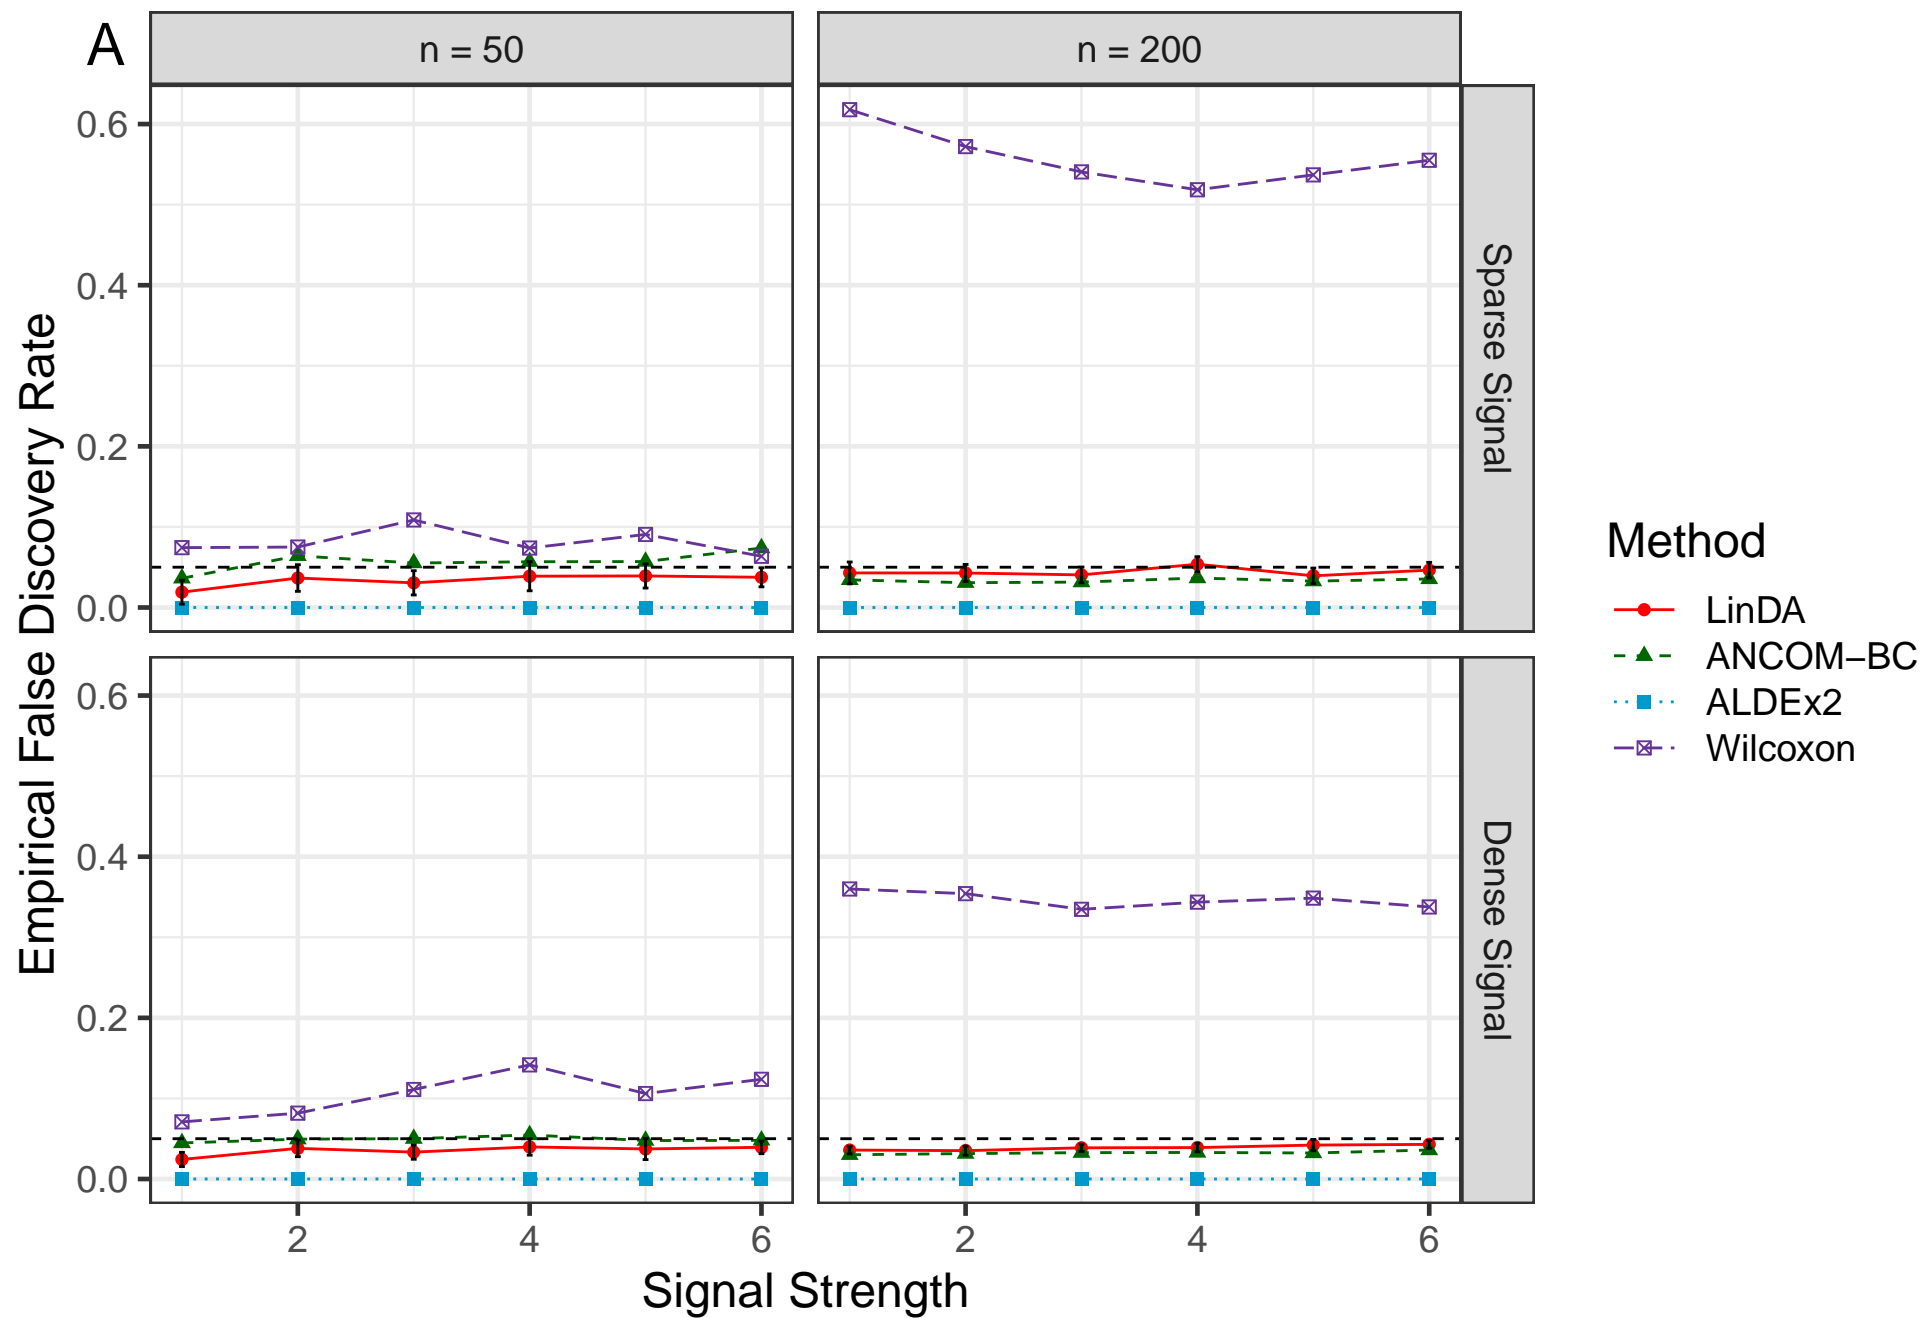 A
n = 50
n = 200
Empirical False Discovery Rate
0.6
0.4
0.2
0.0
Sparse Signal
0.6
0.4
0.2
0.0
Dense Signal
2
4
6
2
4
6
Signal Strength
Method
LinDA
ANCOM−BC
ALDEx2
Wilcoxon